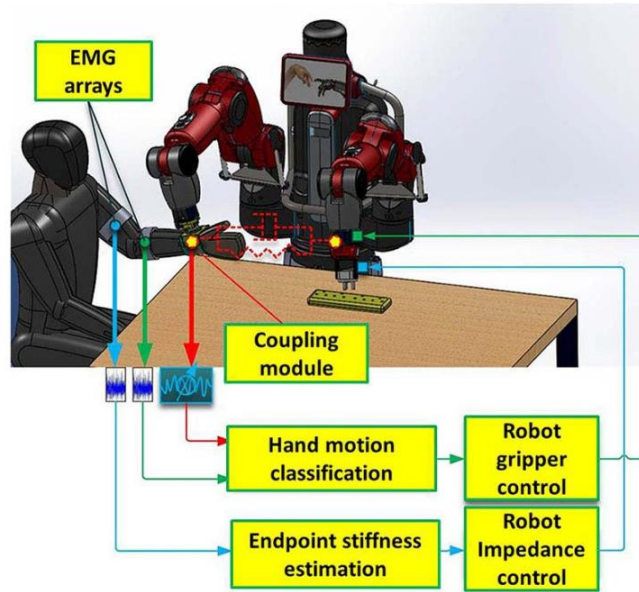 EMG
arrays
Coupling
module
Hand motion
classification
Robot
gripper
control
Endpoint stiffness
estimation
Robot
Impedance
control